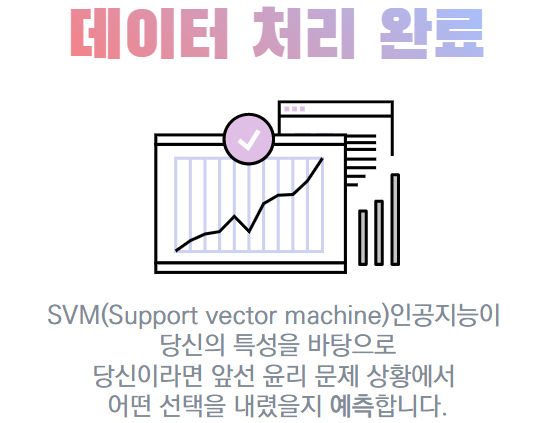 데이터 처리 완료
SVM(Support vector machine)인공지능이
당신의 특성을 바탕으로
당신이라면 앞선 윤리 문제 상황에서
어떤 선택을 내렸을지 예측합니다.